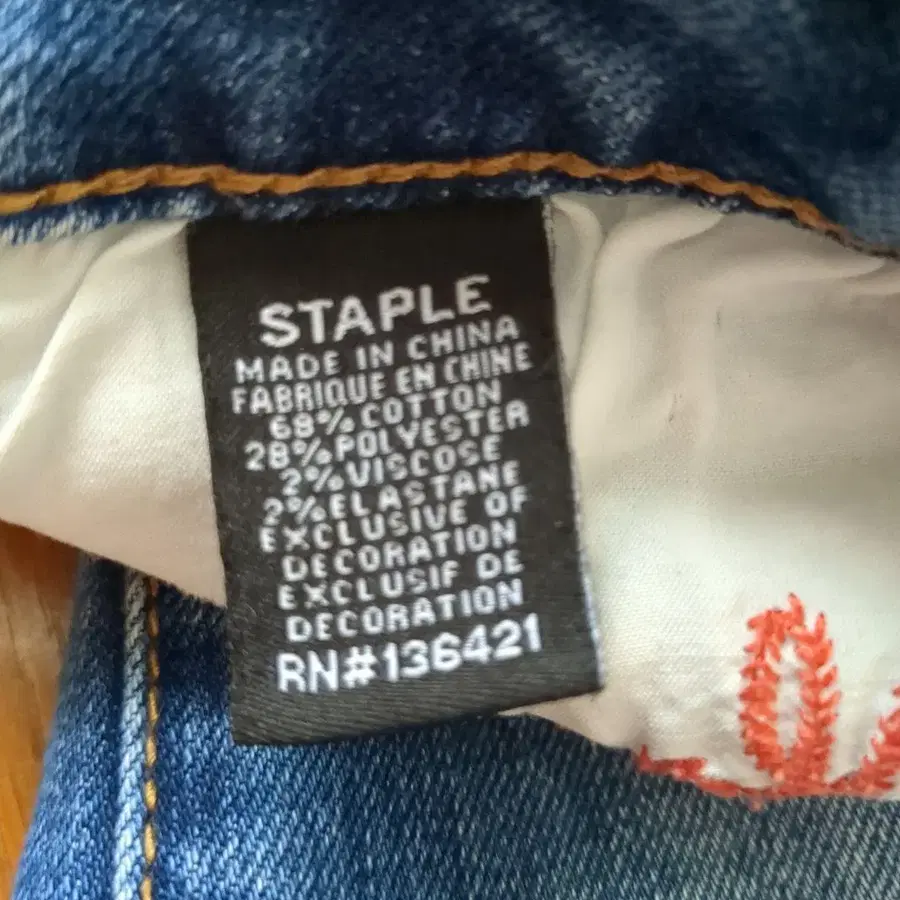 STAPLE
MADE IN CHINA
FABRIQUE EN CHINE
68%COTTON
28%POLYESTER
2%VISCOSE
2%ELASTANE
EXCLUSIVE OF
DECORATION
EXCLUSIF DE
DECORATION
RN#136421